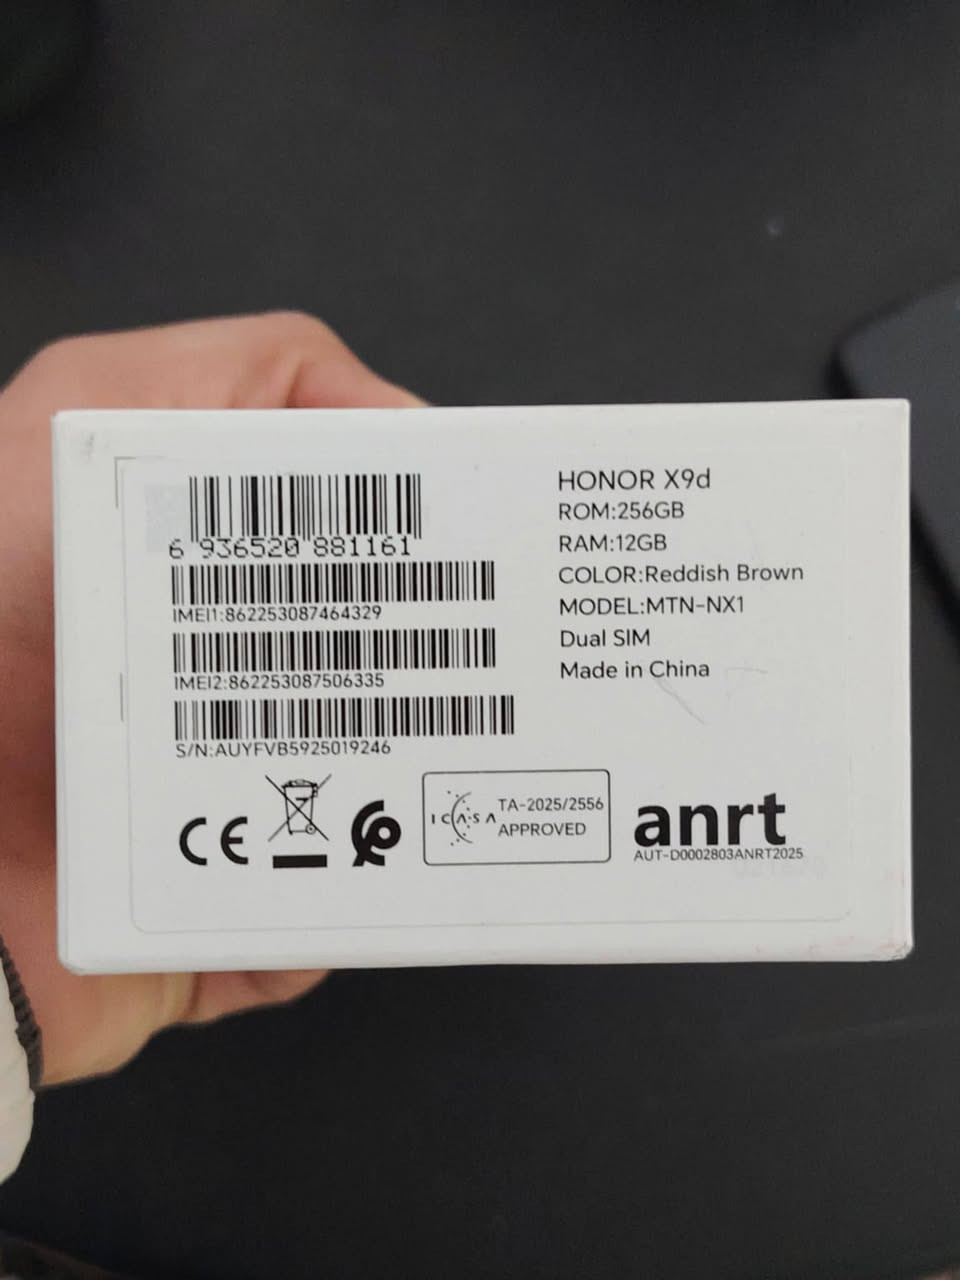 6 936520 881161
IMEI1:862253087464329
IMEI2:862253087506335
S/N:AUYFVB5925019246
HONOR X9d
ROM:256GB
RAM:12GB
COLOR:Reddish Brown
MODEL:MTN-NX1
Dual SIM
Made in China
CE
ICASA
TA-2025/2556
APPROVED
anrt
AUT-D0002803ANRT2025